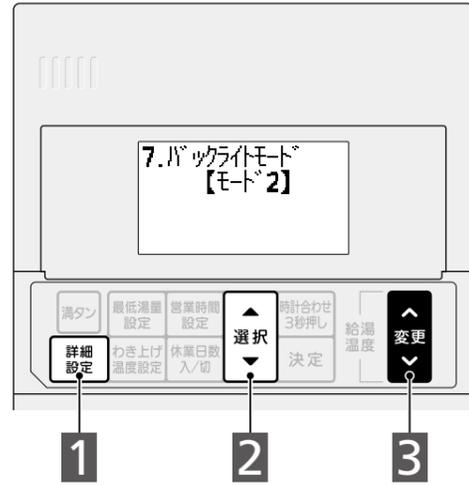 7.バックライトモード
【モード2】
満タン
最低湯量
設定
営業時間
設定
▲
選択
▼
時計合わせ
3秒押し
給湯
温度
変更
詳細
設定
わき上げ
温度設定
休業日数
入/切
決定
1
2
3